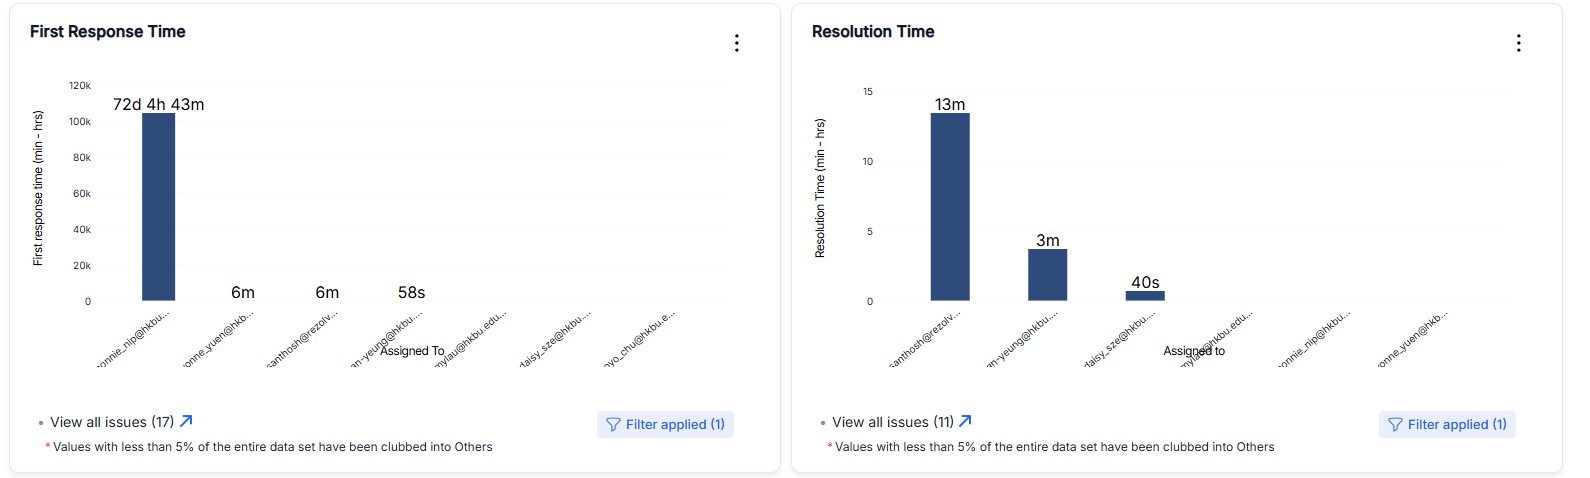 First Response Time
120k
100k
80k
60k
40k
20k
0
First response time (min - hrs)
72d 4h 43m
6m
6m
58s
onnie_nip@hkbu...
onne_yuen@hkb...
santhosh@rezolv...
an-yeung@hkbu....
mylau@hkbu.edu...
daisy_sze@hkbu....
oyo_chu@hkbu.e...
Assigned To
• View all issues (17)
Filter applied (1)
* Values with less than 5% of the entire data set have been clubbed into Others
Resolution Time
15
10
5
0
Resolution Time (min - hrs)
13m
3m
40s
santhosh@rezolv...
an-yeung@hkbu....
daisy_sze@hkbu....
mylau@hkbu.edu...
onnie_nip@hkbu...
onne_yuen@hkb...
Assigned to
• View all issues (11)
Filter applied (1)
* Values with less than 5% of the entire data set have been clubbed into Others